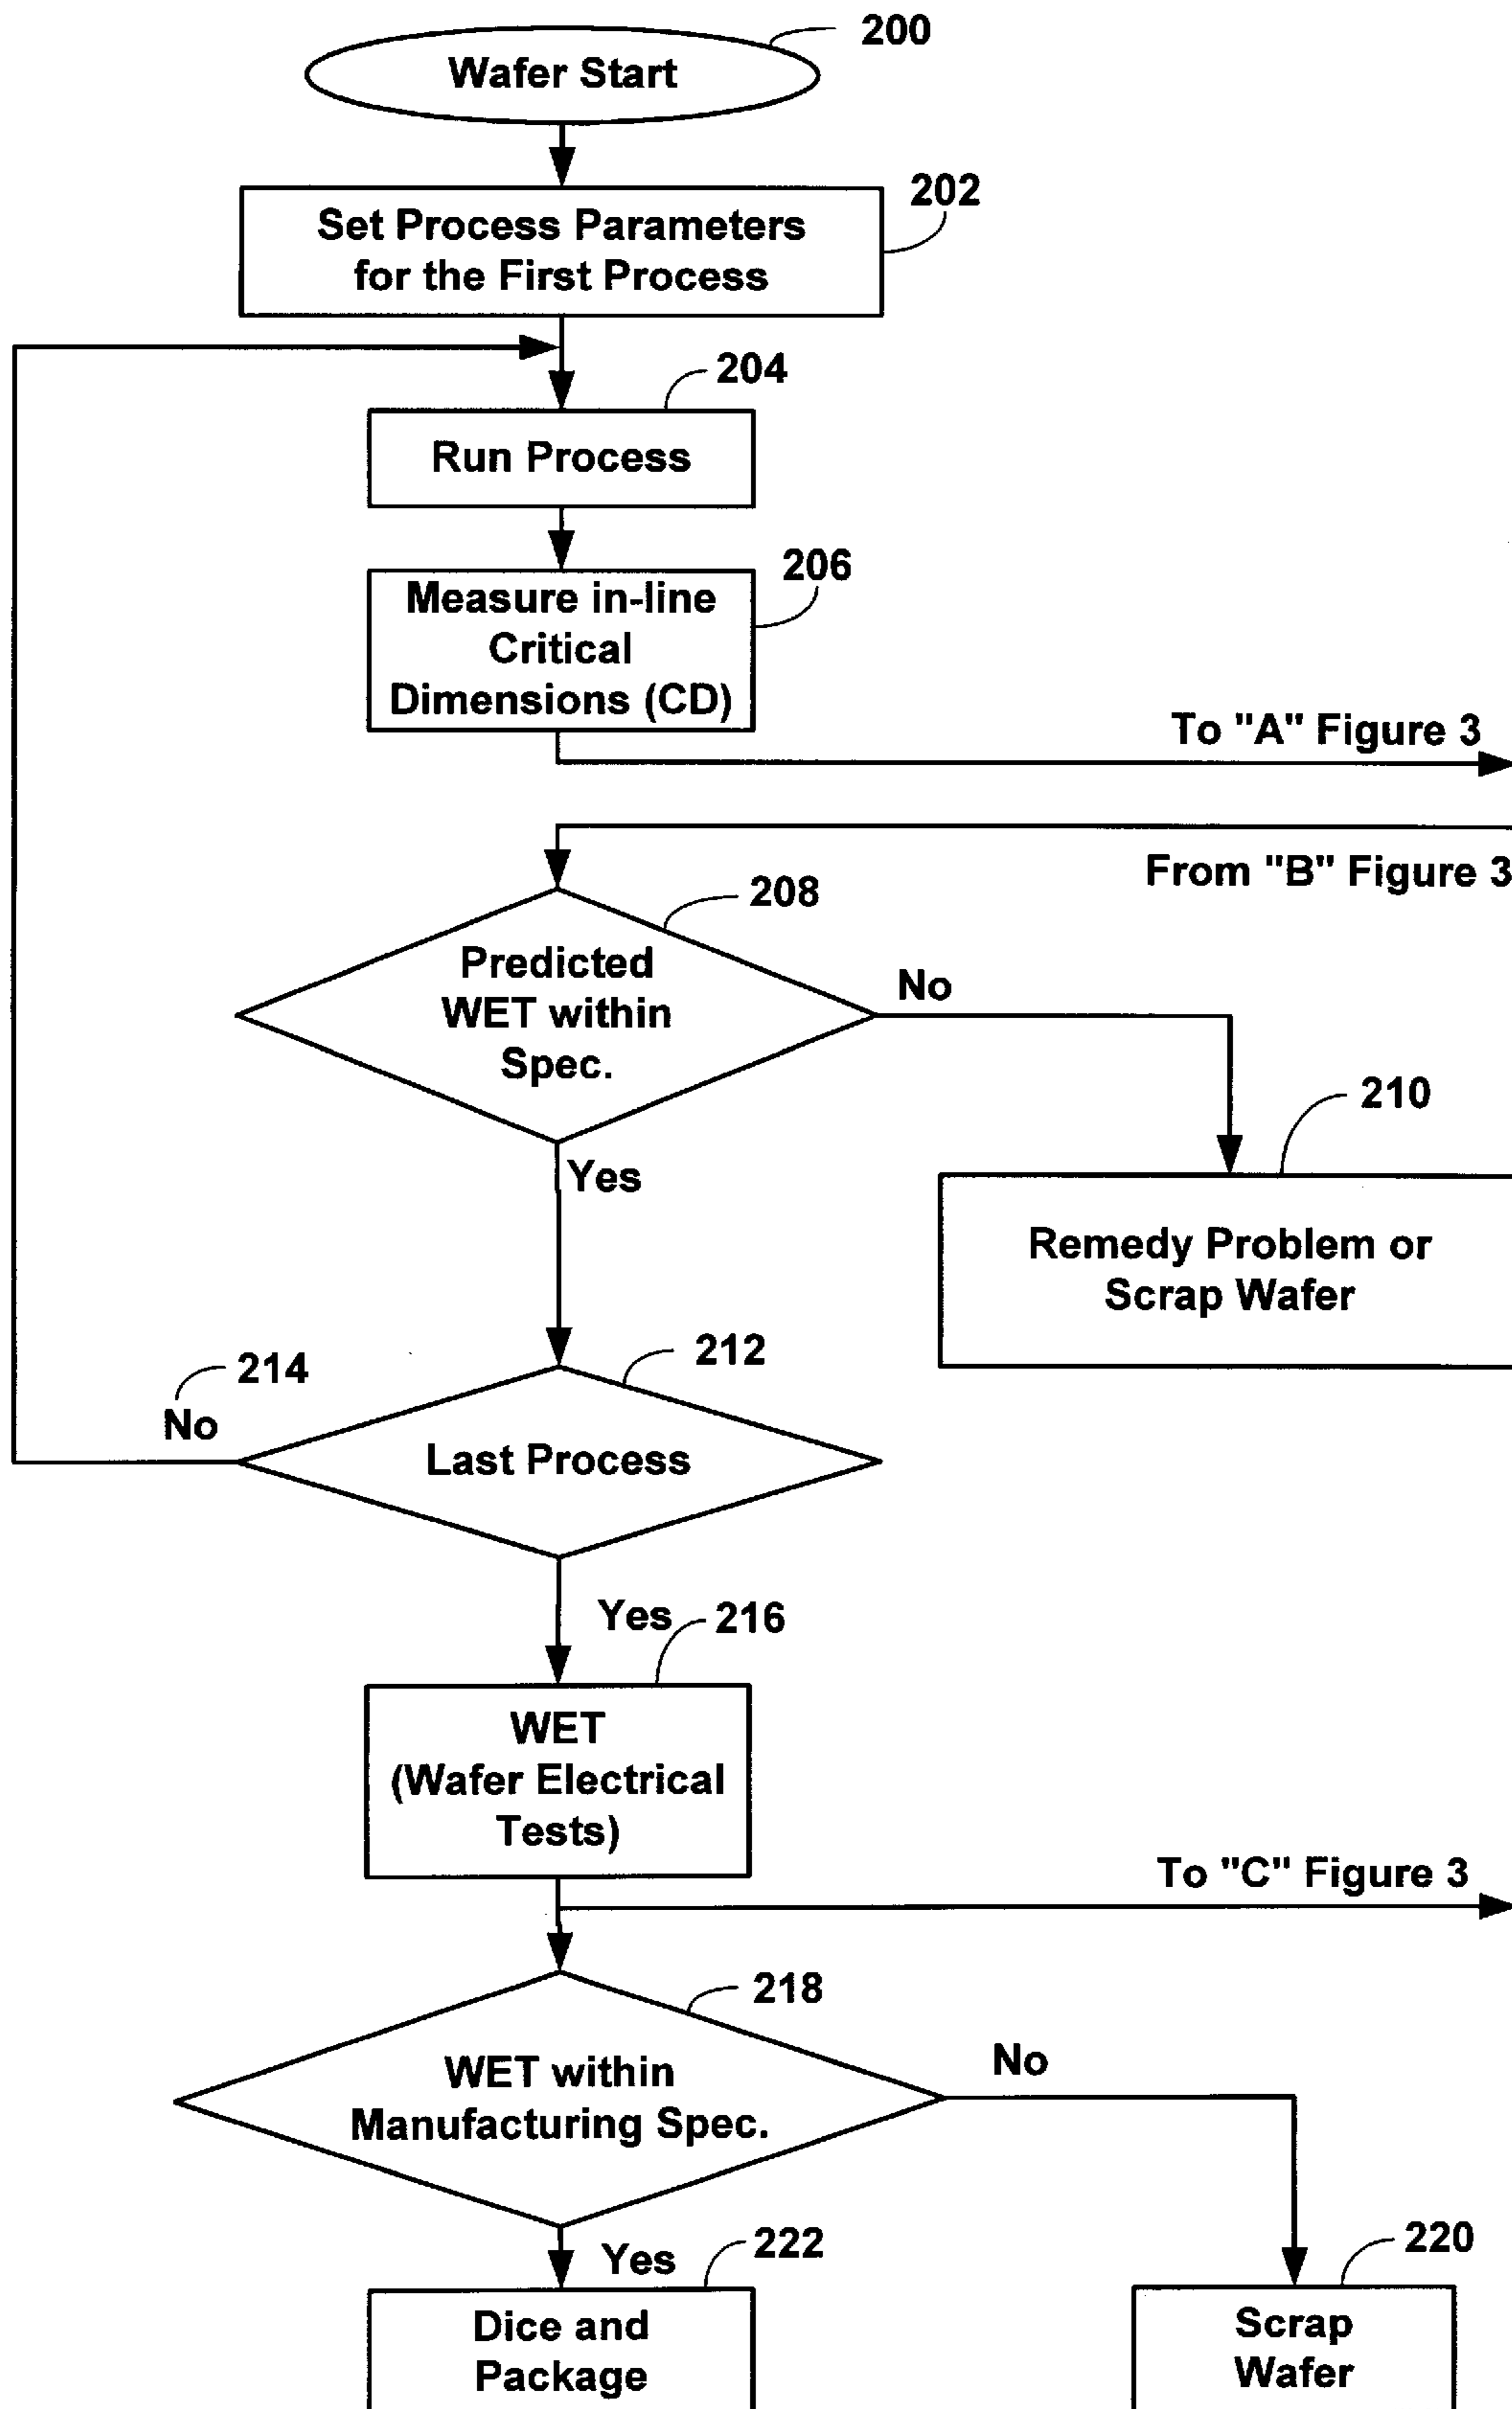 200
Wafer Start
202
Set Process Parameters
for the First Process
204
Run Process
206
Measure in-line
Critical
Dimensions (CD)
To "A" Figure 3
From "B" Figure 3
208
Predicted
WET within
Spec.
No
210
Yes
Remedy Problem or
Scrap Wafer
212
214
No
Last Process
Yes
216
WET
(Wafer Electrical
Tests)
To "C" Figure 3
218
WET within
Manufacturing Spec.
No
220
222
Yes
Dice and
Package
Scrap
Wafer